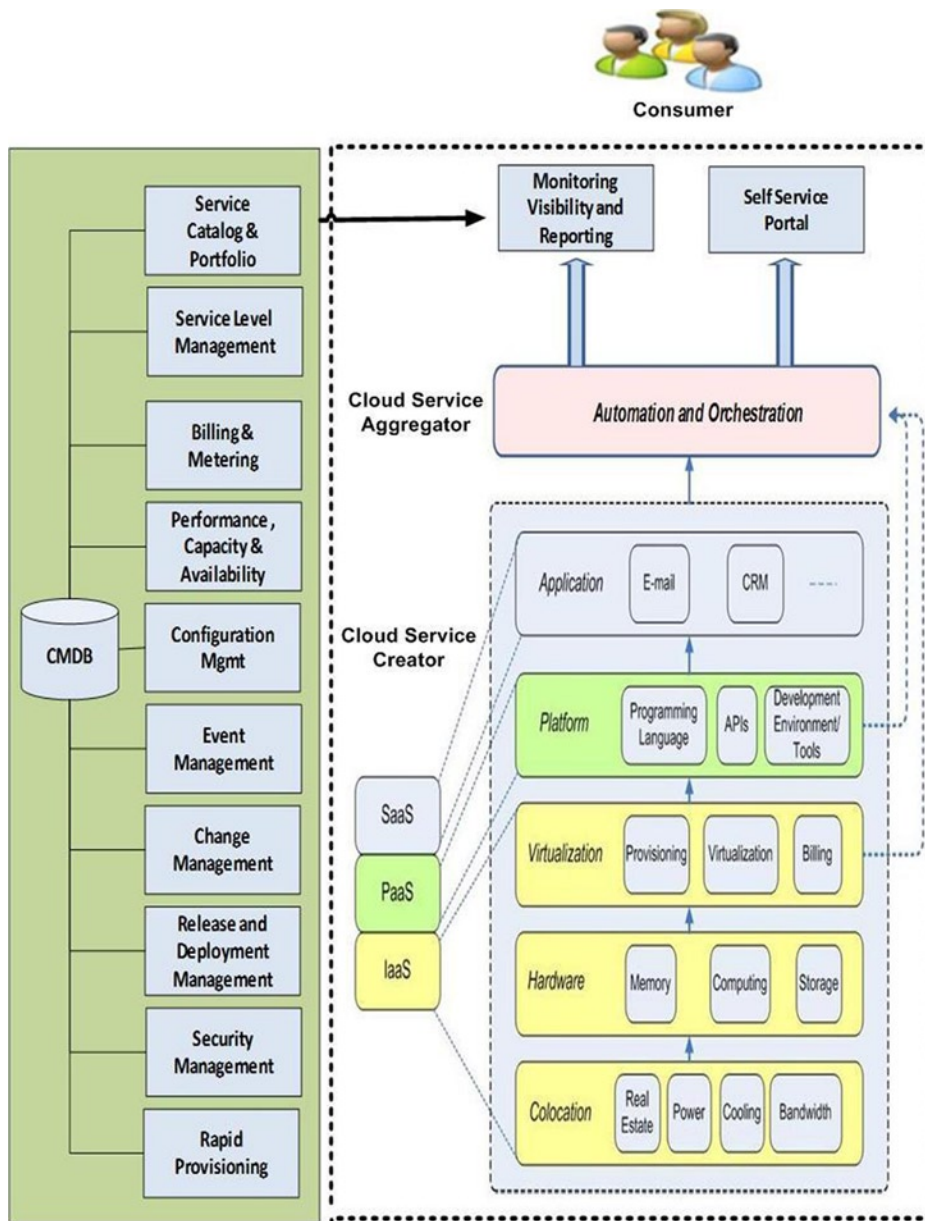 Consumer
Service
Catalog &
Portfolio
Service Level
Management
Billing &
Metering
Performance ,
Capacity &
Availability
CMDB
Configuration
Mgmt
Event
Management
Change
Management
Release and
Deployment
Management
Security
Management
Rapid
Provisioning
Monitoring
Visibility and
Reporting
Self Service
Portal
Cloud Service
Aggregator
Automation and Orchestration
Cloud Service
Creator
SaaS
PaaS
IaaS
Application
E-mail
CRM
Platform
Programming
Language
APIs
Development
Environment/
Tools
Virtualization
Provisioning
Virtualization
Billing
Hardware
Memory
Computing
Storage
Colocation
Real
Estate
Power
Cooling
Bandwidth